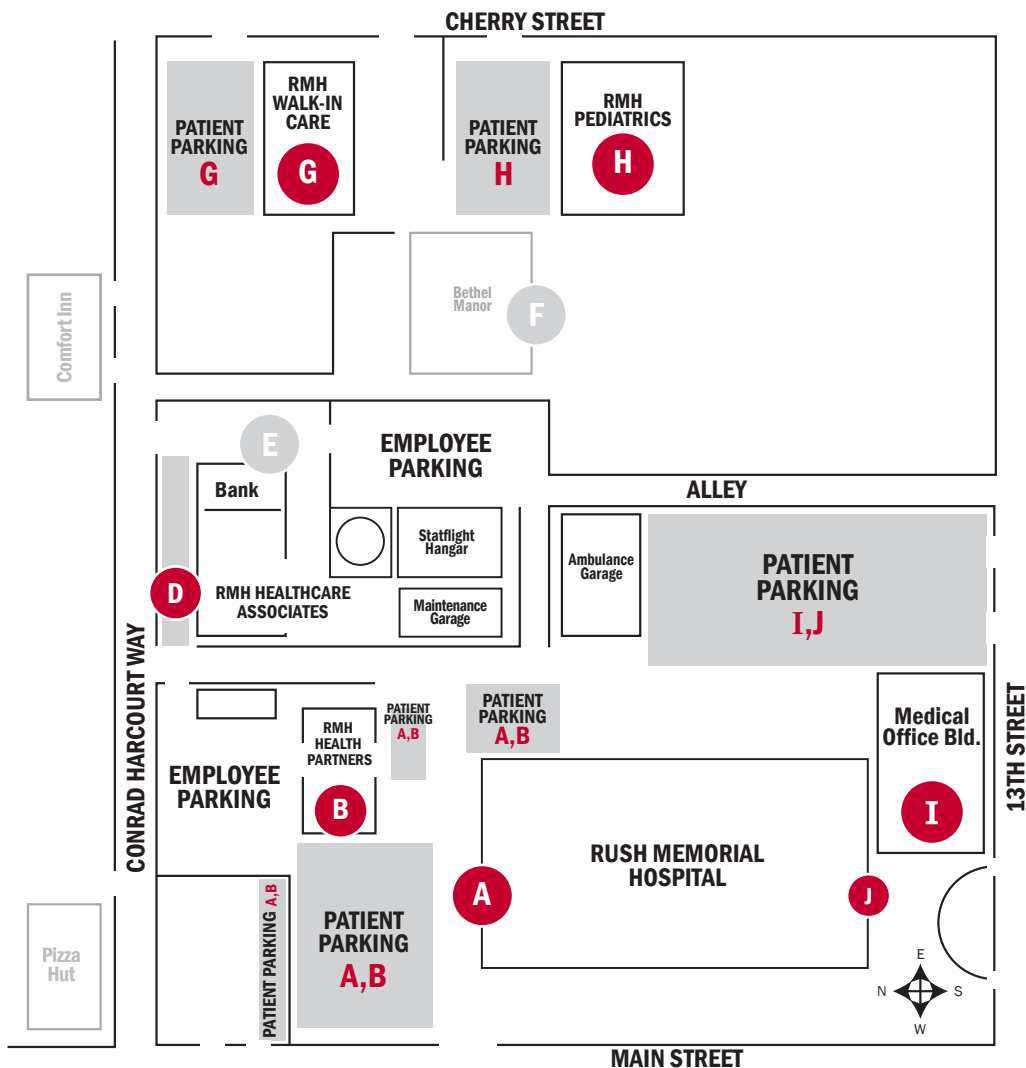 CHERRY STREET
RMH
WALK-IN
CARE
G
PATIENT
PARKING
G
PATIENT
PARKING
H
RMH
PEDIATRICS
H
Comfort Inn
Bethel
Manor
F
E
Bank
EMPLOYEE
PARKING
ALLEY
Statflight
Hangar
Ambulance
Garage
PATIENT
PARKING
I,J
D
RMH HEALTHCARE
ASSOCIATES
Maintenance
Garage
CONRAD HARCOURT WAY
13TH STREET
RMH
HEALTH
PARTNERS
B
PATIENT
PARKING
A,B
PATIENT
PARKING
A,B
Medical
Office Bld.
I
EMPLOYEE
PARKING
RUSH MEMORIAL
HOSPITAL
A
J
Pizza
Hut
PATIENT PARKING A,B
PATIENT
PARKING
A,B
E
N
S
W
MAIN STREET